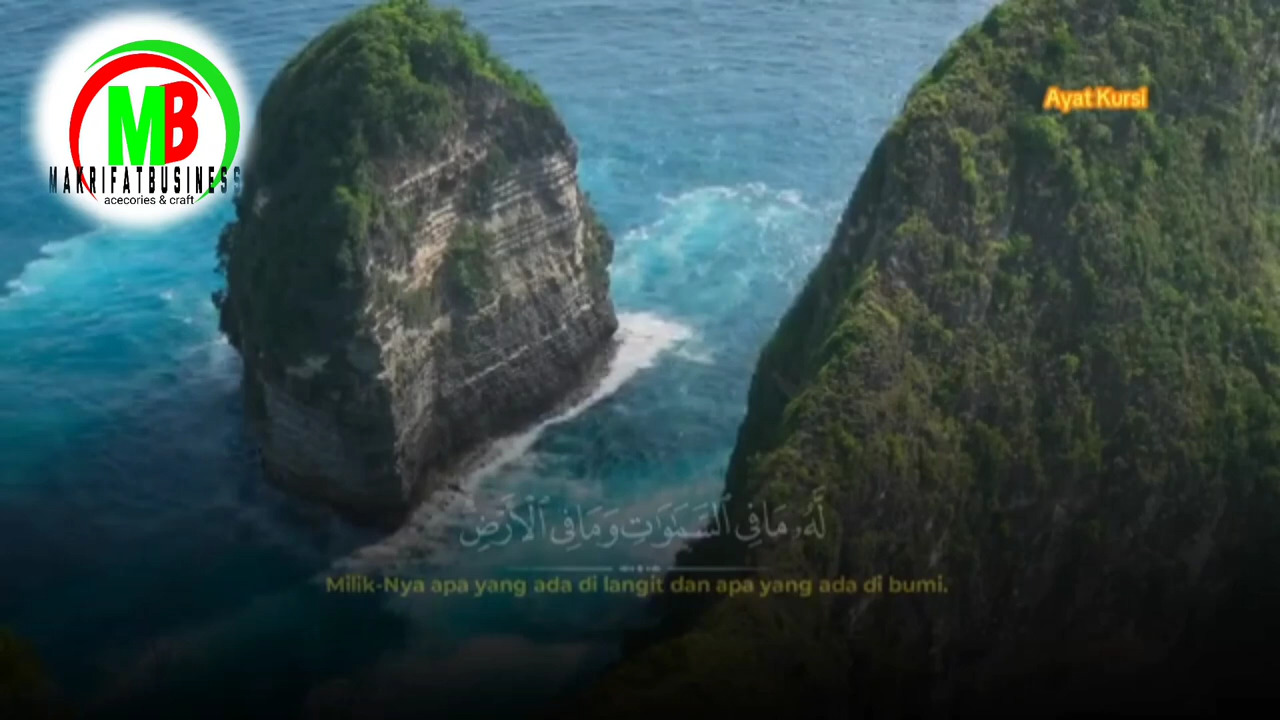 MB
MAKRIFATBUSINESS
acecories & craft
Ayat Kursi
لَّهُۥ مَا فِي ٱلسَّمَـٰوَٰتِ وَمَا فِي ٱلْأَرْضِ
Milik-Nya apa yang ada di langit dan apa yang ada di bumi.